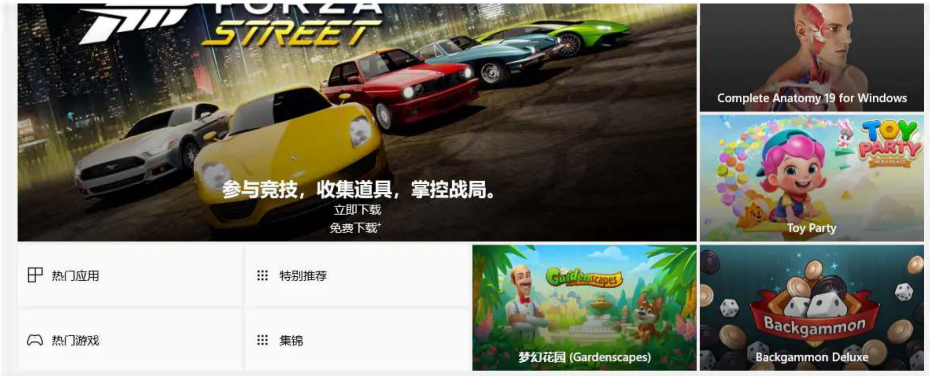 FORZA
STREET
参与竞技，收集道具，掌控战局。
立即下载
免费下载+
Complete Anatomy 19 for Windows
TOY
PARTY
Toy Party
热门应用
特别推荐
热门游戏
集锦
Gardenscapes
梦幻花园 (Gardenscapes)
Backgammon
Backgammon Deluxe